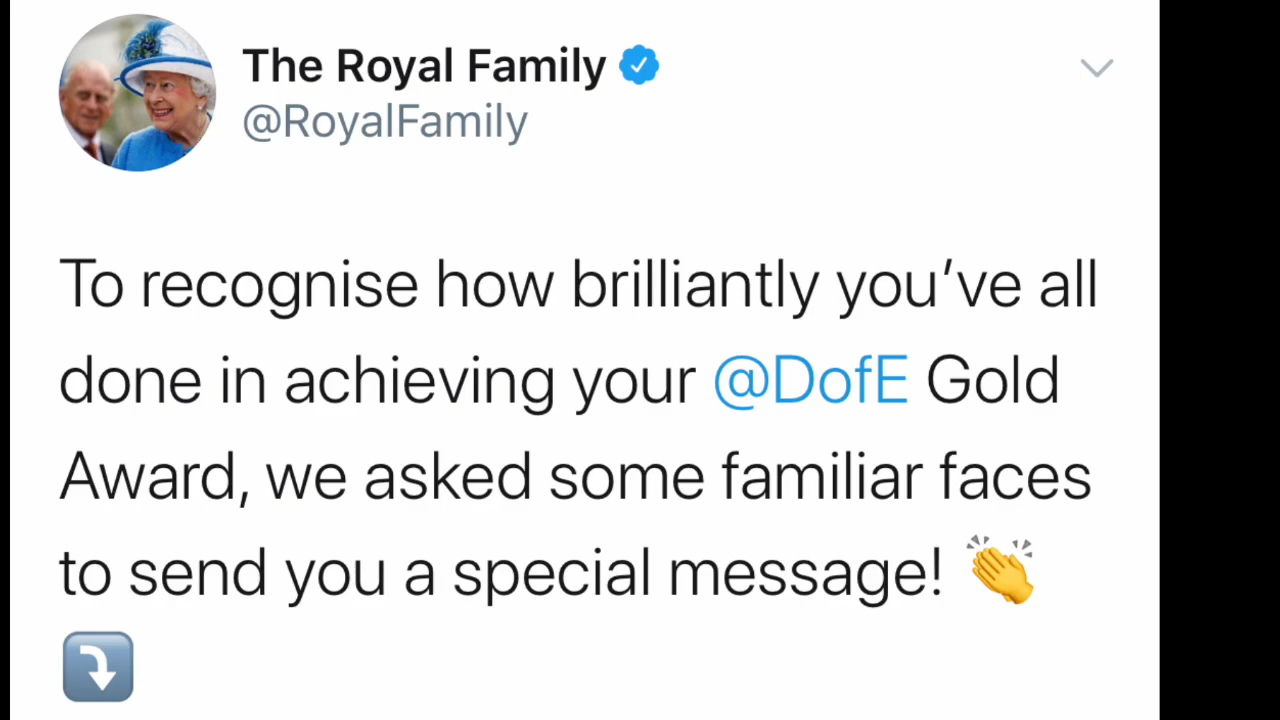 The Royal Family
@RoyalFamily
To recognise how brilliantly you’ve all
done in achieving your @DofE Gold
Award, we asked some familiar faces
to send you a special message! 👏
⤵️